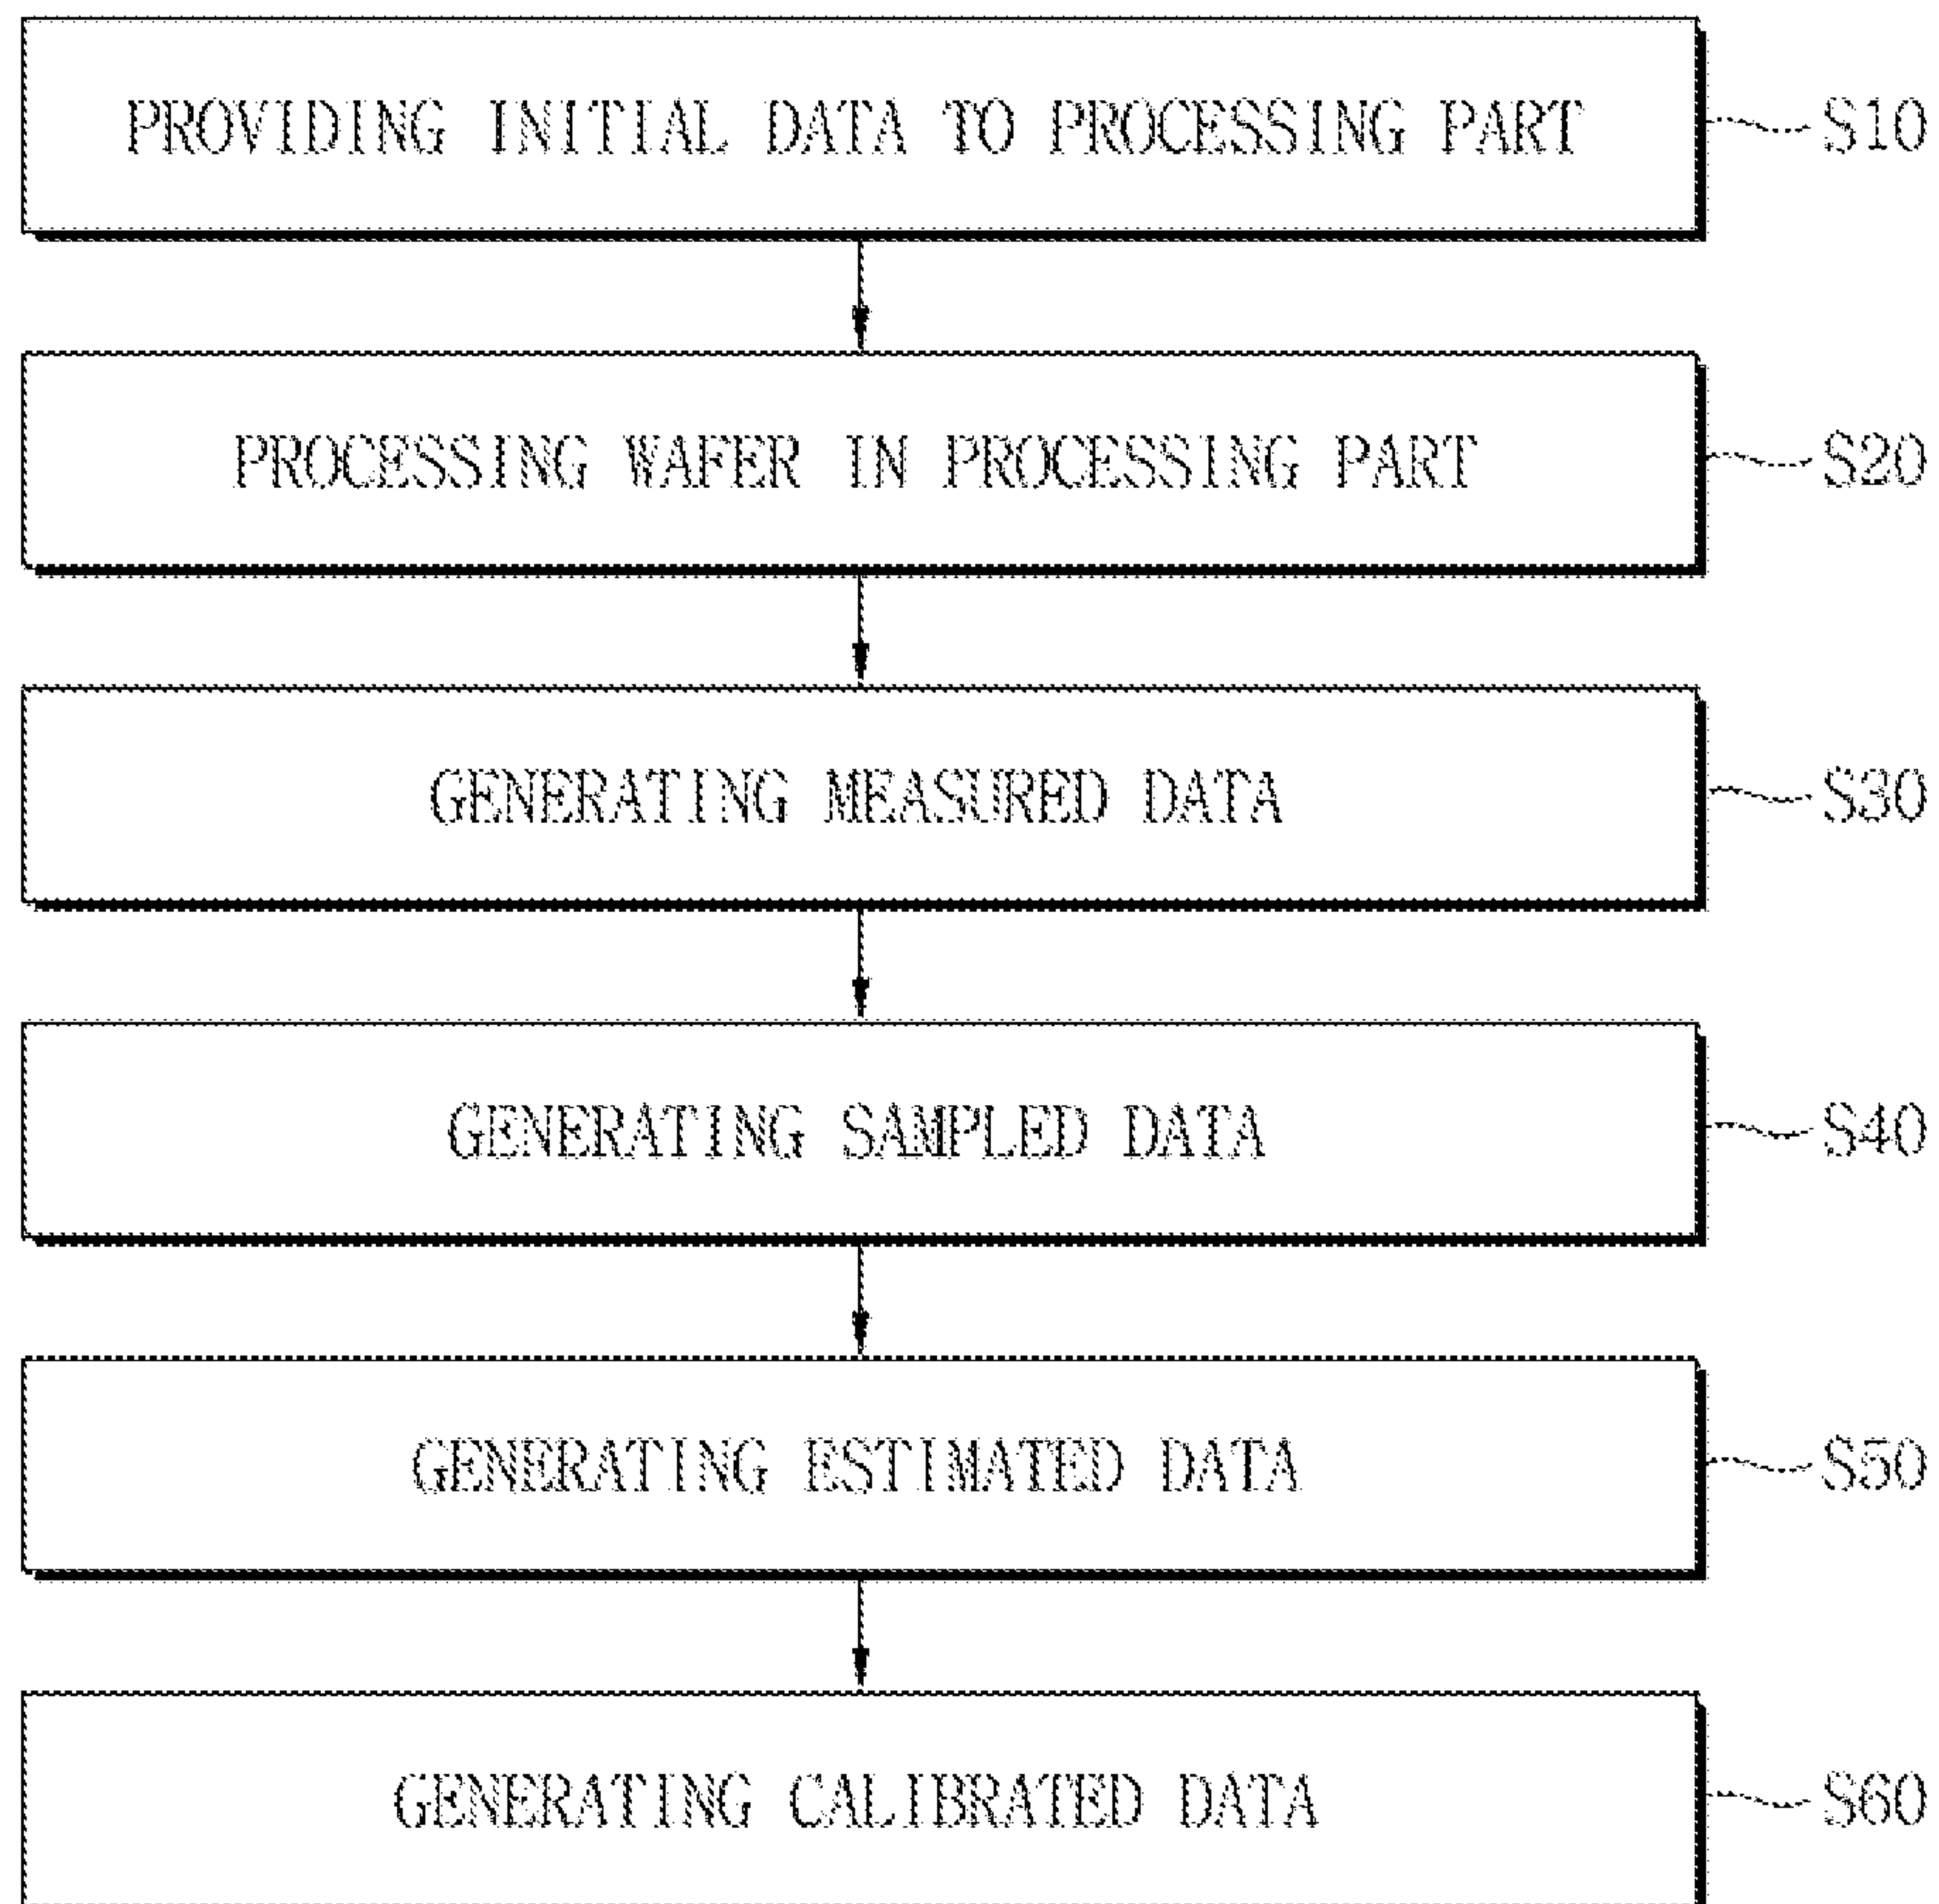 PROVIDING INITIAL DATA TO PROCESSING PART S10
PROCESSING WAFER IN PROCESSING PART S20
GENERATING MEASURED DATA S30
GENERATING SAMPLED DATA S40
GENERATING ESTIMATED DATA S50
GENERATING CALIBRATED DATA S60